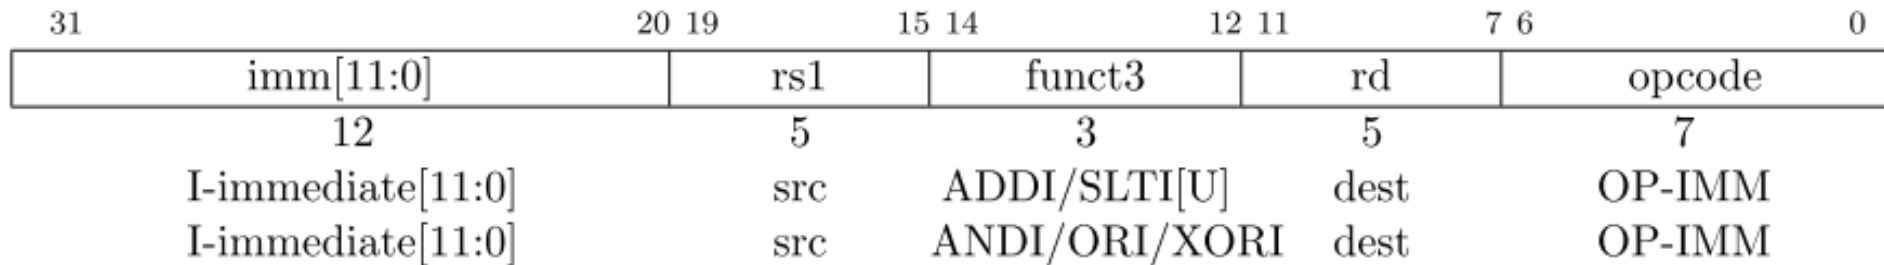 31 20 19 15 14 12 11 7 6 0
imm[11:0] rs1 funct3 rd opcode
12 5 3 5 7
I-immediate[11:0] src ADDI/SLTI[U] dest OP-IMM
I-immediate[11:0] src ANDI/ORI/XORI dest OP-IMM